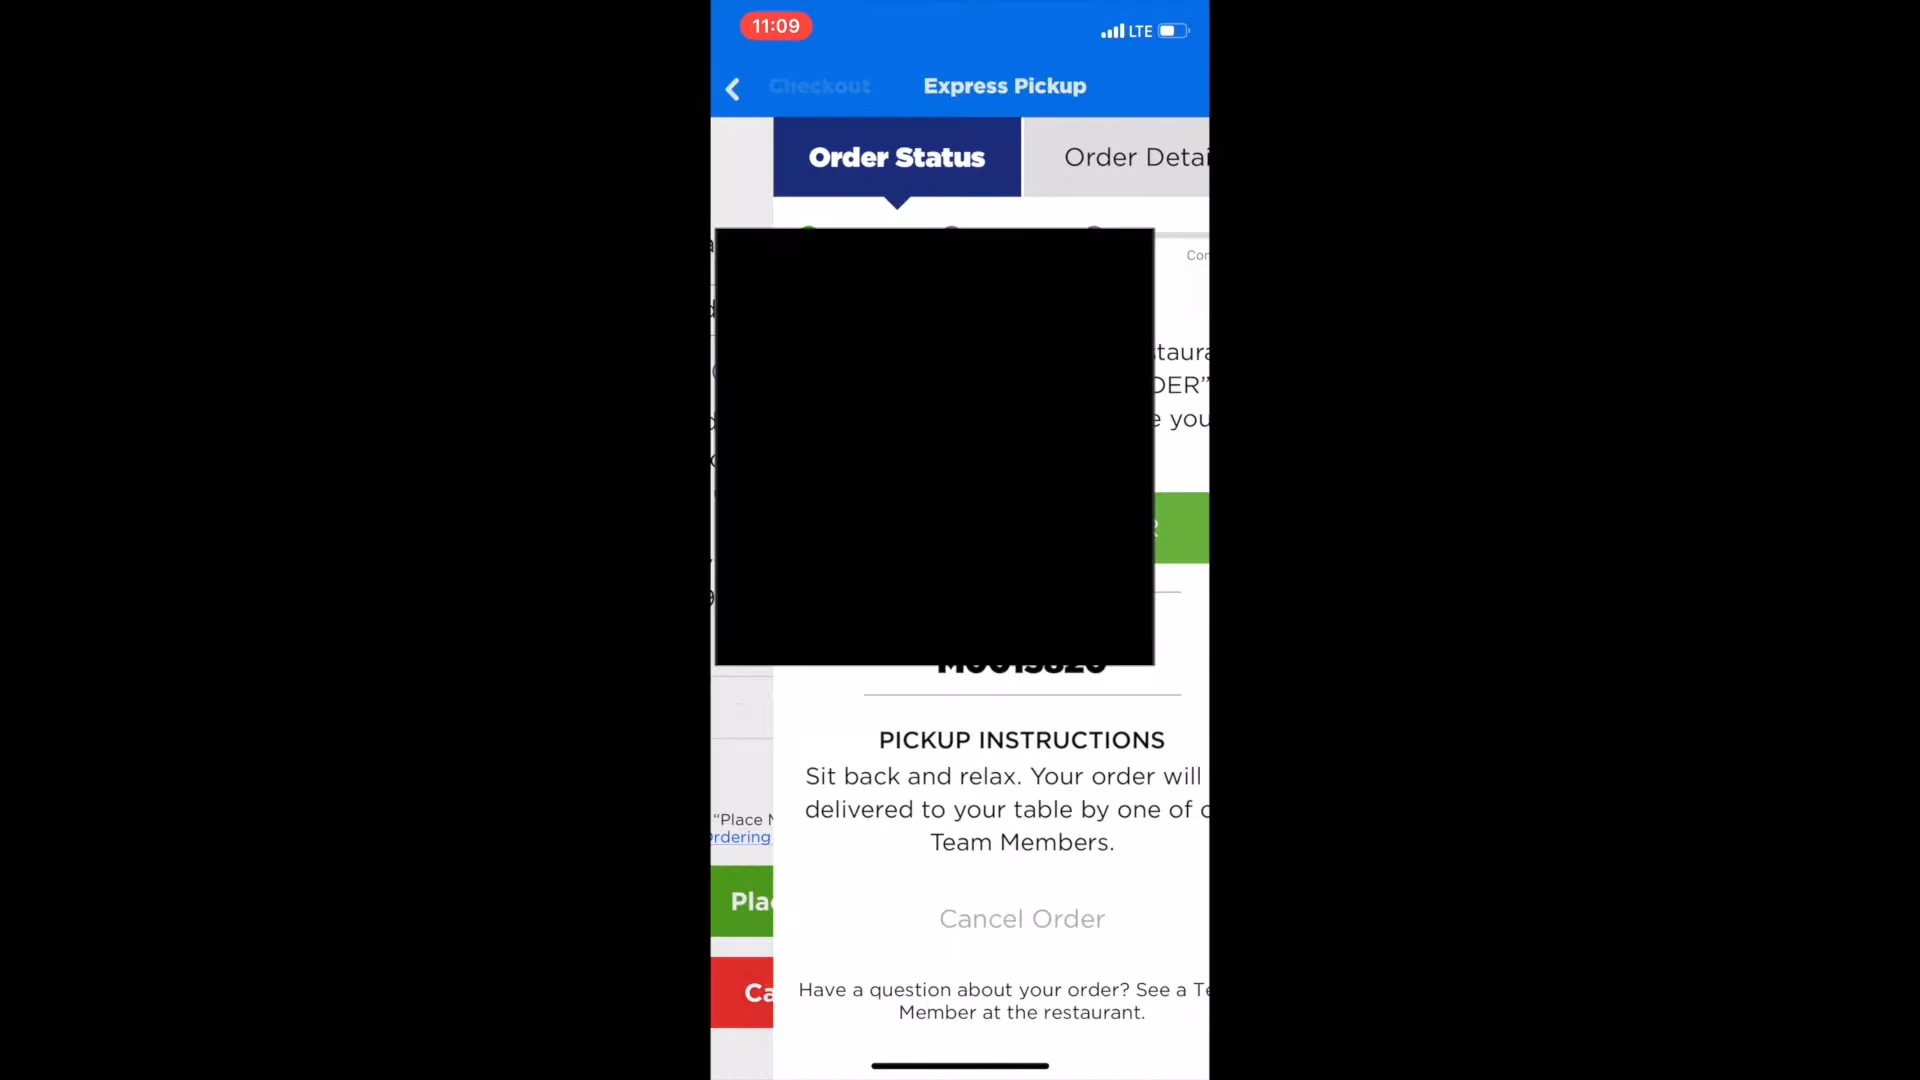 11:09
LTE
Checkout
Express Pickup
Order Status
Order Detai
Cor
staura
DER”
e you
R
PICKUP INSTRUCTIONS
Sit back and relax. Your order will
delivered to your table by one of o
Team Members.
“Place M
Ordering
Plac
Cancel Order
Ca
Have a question about your order? See a Te
Member at the restaurant.